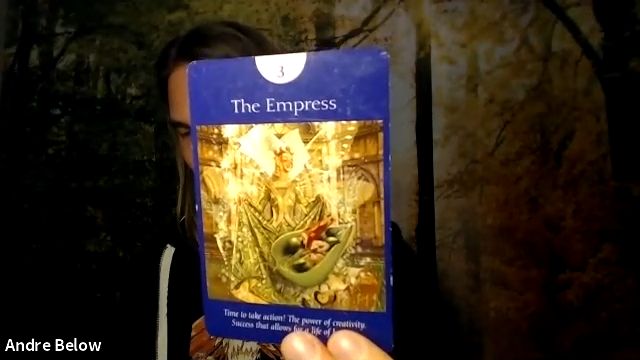 3
The Empress
Time to take action! The power of creativity.
Success that allows for a life of
Andre Below